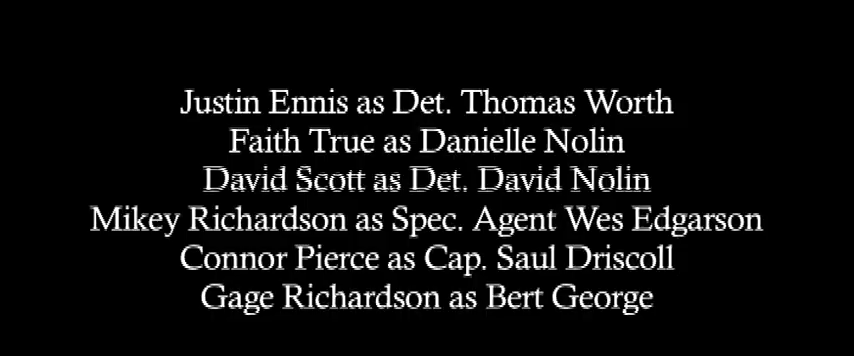 Justin Ennis as Det. Thomas Worth
Faith True as Danielle Nolin
David Scott as Det. David Nolin
Mikey Richardson as Spec. Agent Wes Edgarson
Connor Pierce as Cap. Saul Driscoll
Gage Richardson as Bert George